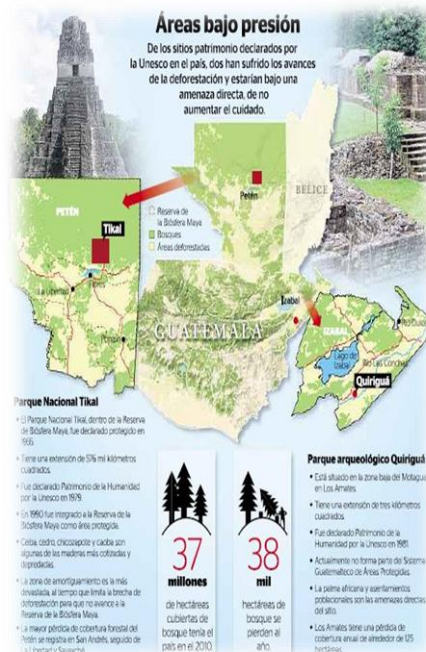 Áreas bajo presión
De los sitios patrimonio declarados por
la Unesco en el país, dos han sufrido los avances
de la deforestación y estarían bajo una
amenaza directa, de no
aumentar el cuidado.
PETÉN
Tikal
La Libertad
Petén
BELICE
Reserva de
la Biósfera Maya
Bosques
Áreas deforestadas
GUATEMALA
Izabal
IZABAL
Lago de
Izabal
Quiriguá
Parque Nacional Tikal
• El Parque Nacional Tikal, dentro de la Reserva
de Biósfera Maya, fue declarado protegido en
• Tiene una extensión de 576 mil kilómetros
cuadrados.
• Fue declarado Patrimonio de la Humanidad
por la Unesco en 1979.
• En 1990 fue integrado a la Reserva de la
Biósfera Maya como área protegida.
• Ceiba, cedro, chicozapote y caoba son
algunas de las maderas más cotizadas y
depredadas.
• La zona de amortiguamiento es la más
devastada, al tiempo que limita la brecha de
deforestación para que no avance a la
Reserva de la Biósfera Maya.
• La mayor pérdida de cobertura forestal del
Petén se registra en San Andrés, seguido de
La Libertad y Sayaxché.
37
millones
de hectáreas
cubiertas de
bosque tenía el
país en el 2010.
38
mil
hectáreas de
bosque se
pierden al
año.
Parque arqueológico Quiriguá
• Está situado en la zona baja del Motagua
en Los Amates.
• Tiene una extensión de tres kilómetros
cuadrados.
• Fue declarado Patrimonio de la
Humanidad por la Unesco en 1981.
• Actualmente no forma parte del Sistema
Guatemalteco de Áreas Protegidas.
• La palma africana y asentamientos
poblacionales son las amenazas directas
del sitio.
• Los Amates tiene una pérdida de
cobertura anual de alrededor de 125
hectáreas.